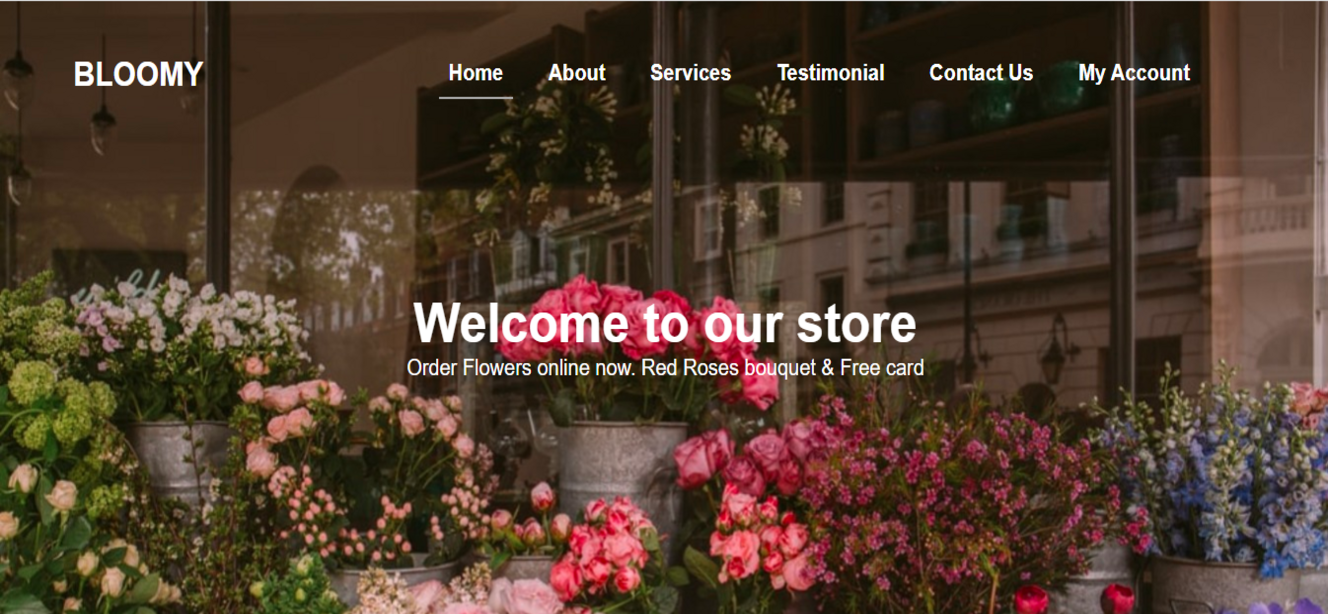 BLOOMY
Home About Services Testimonial Contact Us My Account
Welcome to our store
Order Flowers online now. Red Roses bouquet & Free card